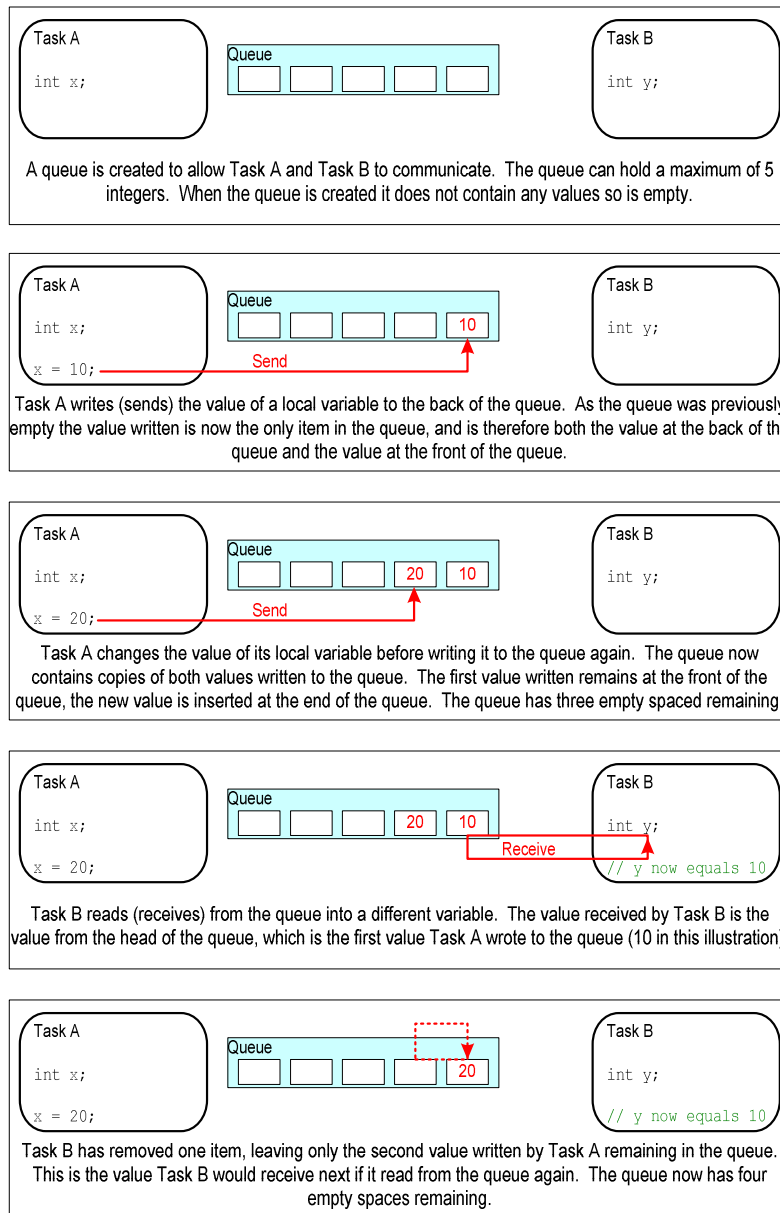 Task A
Queue
Task B
int x;
int y;
A queue is created to allow Task A and Task B to communicate. The queue can hold a maximum of 5
integers. When the queue is created it does not contain any values so is empty.
Task A
Queue
Task B
int x;
10
int y;
x = 10;
Send
Task A writes (sends) the value of a local variable to the back of the queue. As the queue was previously
empty the value written is now the only item in the queue, and is therefore both the value at the back of th
queue and the value at the front of the queue.
Task A
Queue
Task B
int x;
20 10
int y;
x = 20;
Send
Task A changes the value of its local variable before writing it to the queue again. The queue now
contains copies of both values written to the queue. The first value written remains at the front of the
queue, the new value is inserted at the end of the queue. The queue has three empty spaced remaining
Task A
Queue
Task B
int x;
20 10
int y;
x = 20;
Receive
// y now equals 10
Task B reads (receives) from the queue into a different variable. The value received by Task B is the
value from the head of the queue, which is the first value Task A wrote to the queue (10 in this illustration)
Task A
Queue
Task B
int x;
20
int y;
x = 20;
// y now equals 10
Task B has removed one item, leaving only the second value written by Task A remaining in the queue.
This is the value Task B would receive next if it read from the queue again. The queue now has four
empty spaces remaining.